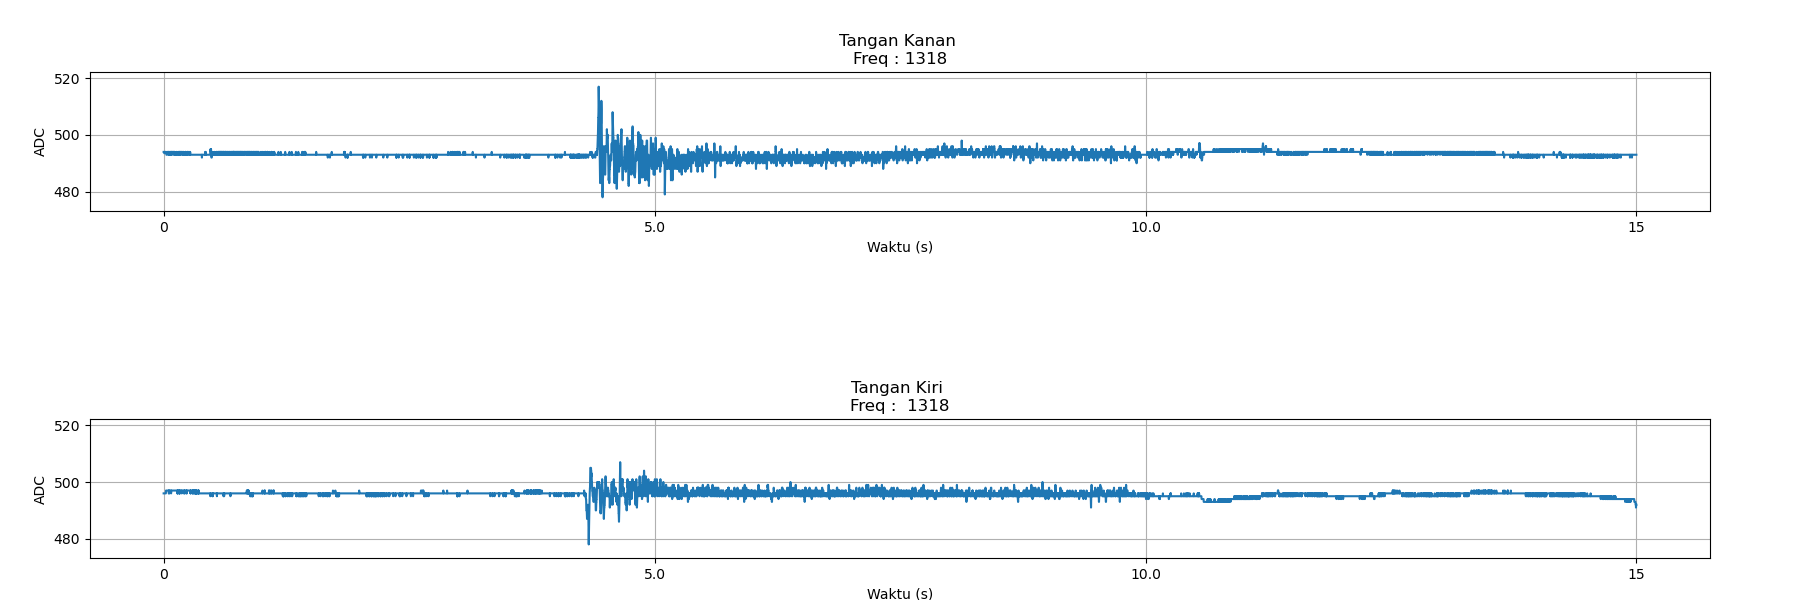 Tangan Kanan
Freq : 1318
520
500
480
ADC
0 5.0 10.0 15
Waktu (s)
Tangan Kiri
Freq :  1318
520
500
480
ADC
0 5.0 10.0 15
Waktu (s)